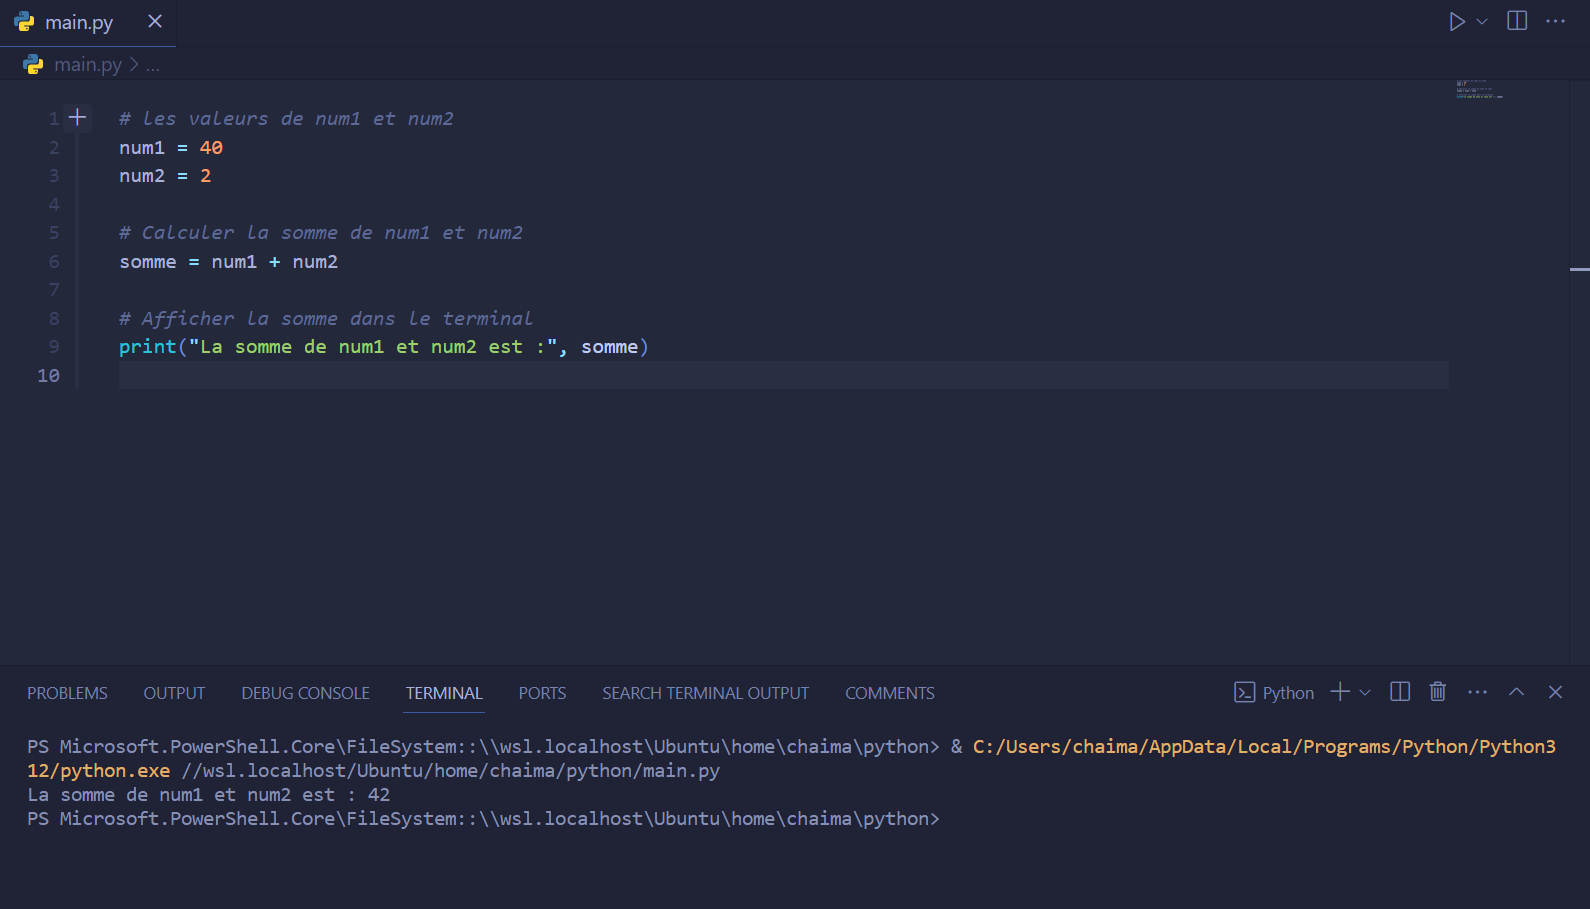 main.py
main.py > ...
1 # les valeurs de num1 et num2
2 num1 = 40
3 num2 = 2
4
5 # Calculer la somme de num1 et num2
6 somme = num1 + num2
7
8 # Afficher la somme dans le terminal
9 print("La somme de num1 et num2 est :", somme)
10
PROBLEMS OUTPUT DEBUG CONSOLE TERMINAL PORTS SEARCH TERMINAL OUTPUT COMMENTS Python
PS Microsoft.PowerShell.Core\FileSystem::\\wsl.localhost\Ubuntu\home\chaima\python> & C:/Users/chaima/AppData/Local/Programs/Python/Python3
12/python.exe //wsl.localhost/Ubuntu/home/chaima/python/main.py
La somme de num1 et num2 est : 42
PS Microsoft.PowerShell.Core\FileSystem::\\wsl.localhost\Ubuntu\home\chaima\python>